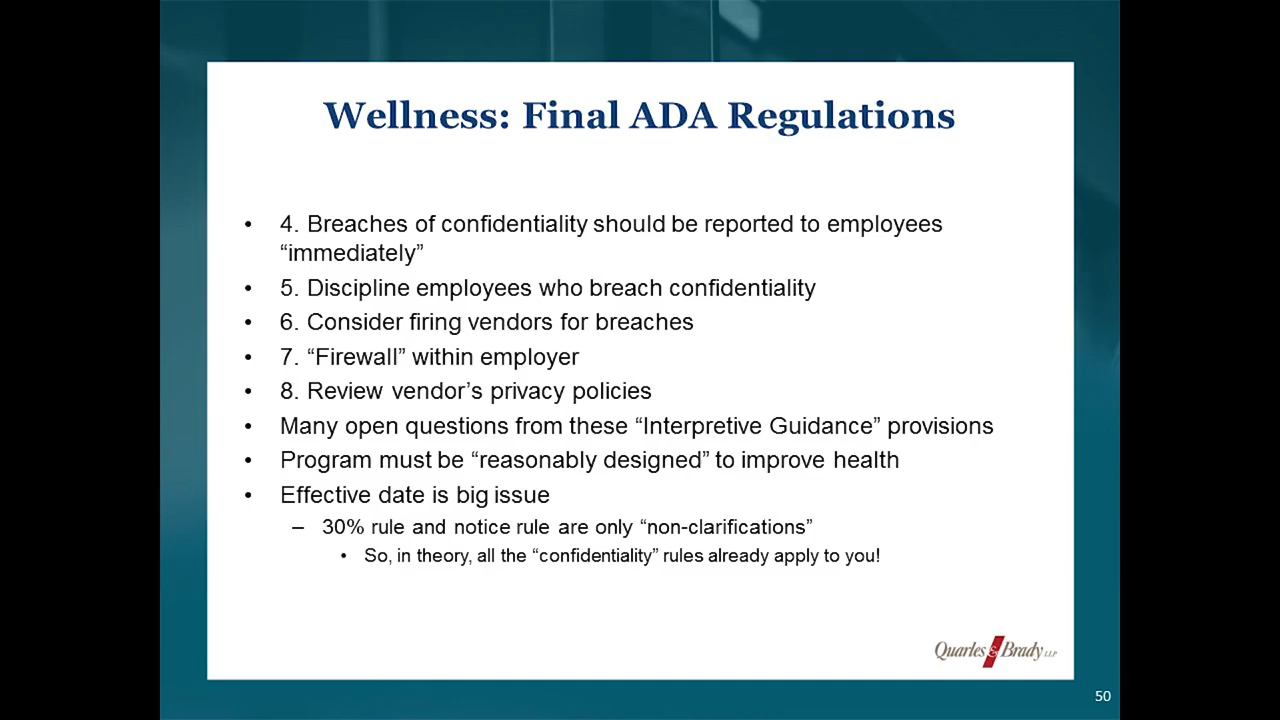 Wellness: Final ADA Regulations
• 4. Breaches of confidentiality should be reported to employees
“immediately”
• 5. Discipline employees who breach confidentiality
• 6. Consider firing vendors for breaches
• 7. “Firewall” within employer
• 8. Review vendor’s privacy policies
• Many open questions from these “Interpretive Guidance” provisions
• Program must be “reasonably designed” to improve health
• Effective date is big issue
– 30% rule and notice rule are only “non-clarifications”
• So, in theory, all the “confidentiality” rules already apply to you!
Quarles & Brady LLP
50